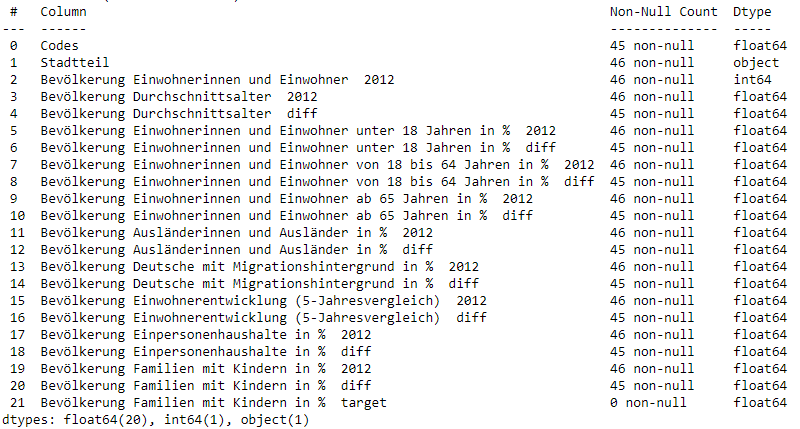 #   Column                                                                    Non-Null Count  Dtype
---  ------                                                                    --------------  -----
0   Codes                                                                     45 non-null     float64
1   Stadtteil                                                                 46 non-null     object
2   Bevölkerung Einwohnerinnen und Einwohner  2012                            46 non-null     int64
3   Bevölkerung Durchschnittsalter  2012                                      46 non-null     float64
4   Bevölkerung Durchschnittsalter  diff                                      45 non-null     float64
5   Bevölkerung Einwohnerinnen und Einwohner unter 18 Jahren in %  2012       46 non-null     float64
6   Bevölkerung Einwohnerinnen und Einwohner unter 18 Jahren in %  diff       45 non-null     float64
7   Bevölkerung Einwohnerinnen und Einwohner von 18 bis 64 Jahren in %  2012  46 non-null     float64
8   Bevölkerung Einwohnerinnen und Einwohner von 18 bis 64 Jahren in %  diff  45 non-null     float64
9   Bevölkerung Einwohnerinnen und Einwohner ab 65 Jahren in %  2012          46 non-null     float64
10  Bevölkerung Einwohnerinnen und Einwohner ab 65 Jahren in %  diff          45 non-null     float64
11  Bevölkerung Ausländerinnen und Ausländer in %  2012                       46 non-null     float64
12  Bevölkerung Ausländerinnen und Ausländer in %  diff                       45 non-null     float64
13  Bevölkerung Deutsche mit Migrationshintergrund in %  2012                 46 non-null     float64
14  Bevölkerung Deutsche mit Migrationshintergrund in %  diff                 45 non-null     float64
15  Bevölkerung Einwohnerentwicklung (5-Jahresvergleich)  2012                46 non-null     float64
16  Bevölkerung Einwohnerentwicklung (5-Jahresvergleich)  diff                45 non-null     float64
17  Bevölkerung Einpersonenhaushalte in %  2012                               46 non-null     float64
18  Bevölkerung Einpersonenhaushalte in %  diff                               45 non-null     float64
19  Bevölkerung Familien mit Kindern in %  2012                               46 non-null     float64
20  Bevölkerung Familien mit Kindern in %  diff                               45 non-null     float64
21  Bevölkerung Familien mit Kindern in %  target                             0 non-null      float64
dtypes: float64(20), int64(1), object(1)